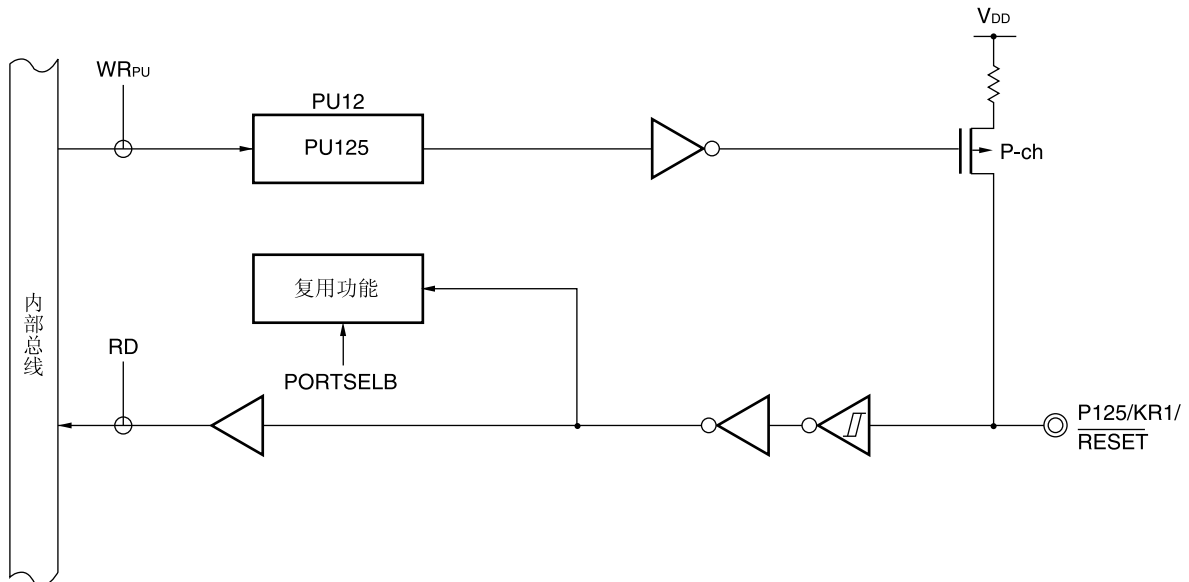 VDD
WRPU
PU12
PU125
P-ch
复用功能
内部总线
RD
PORTSELB
P125/KR1/
RESET